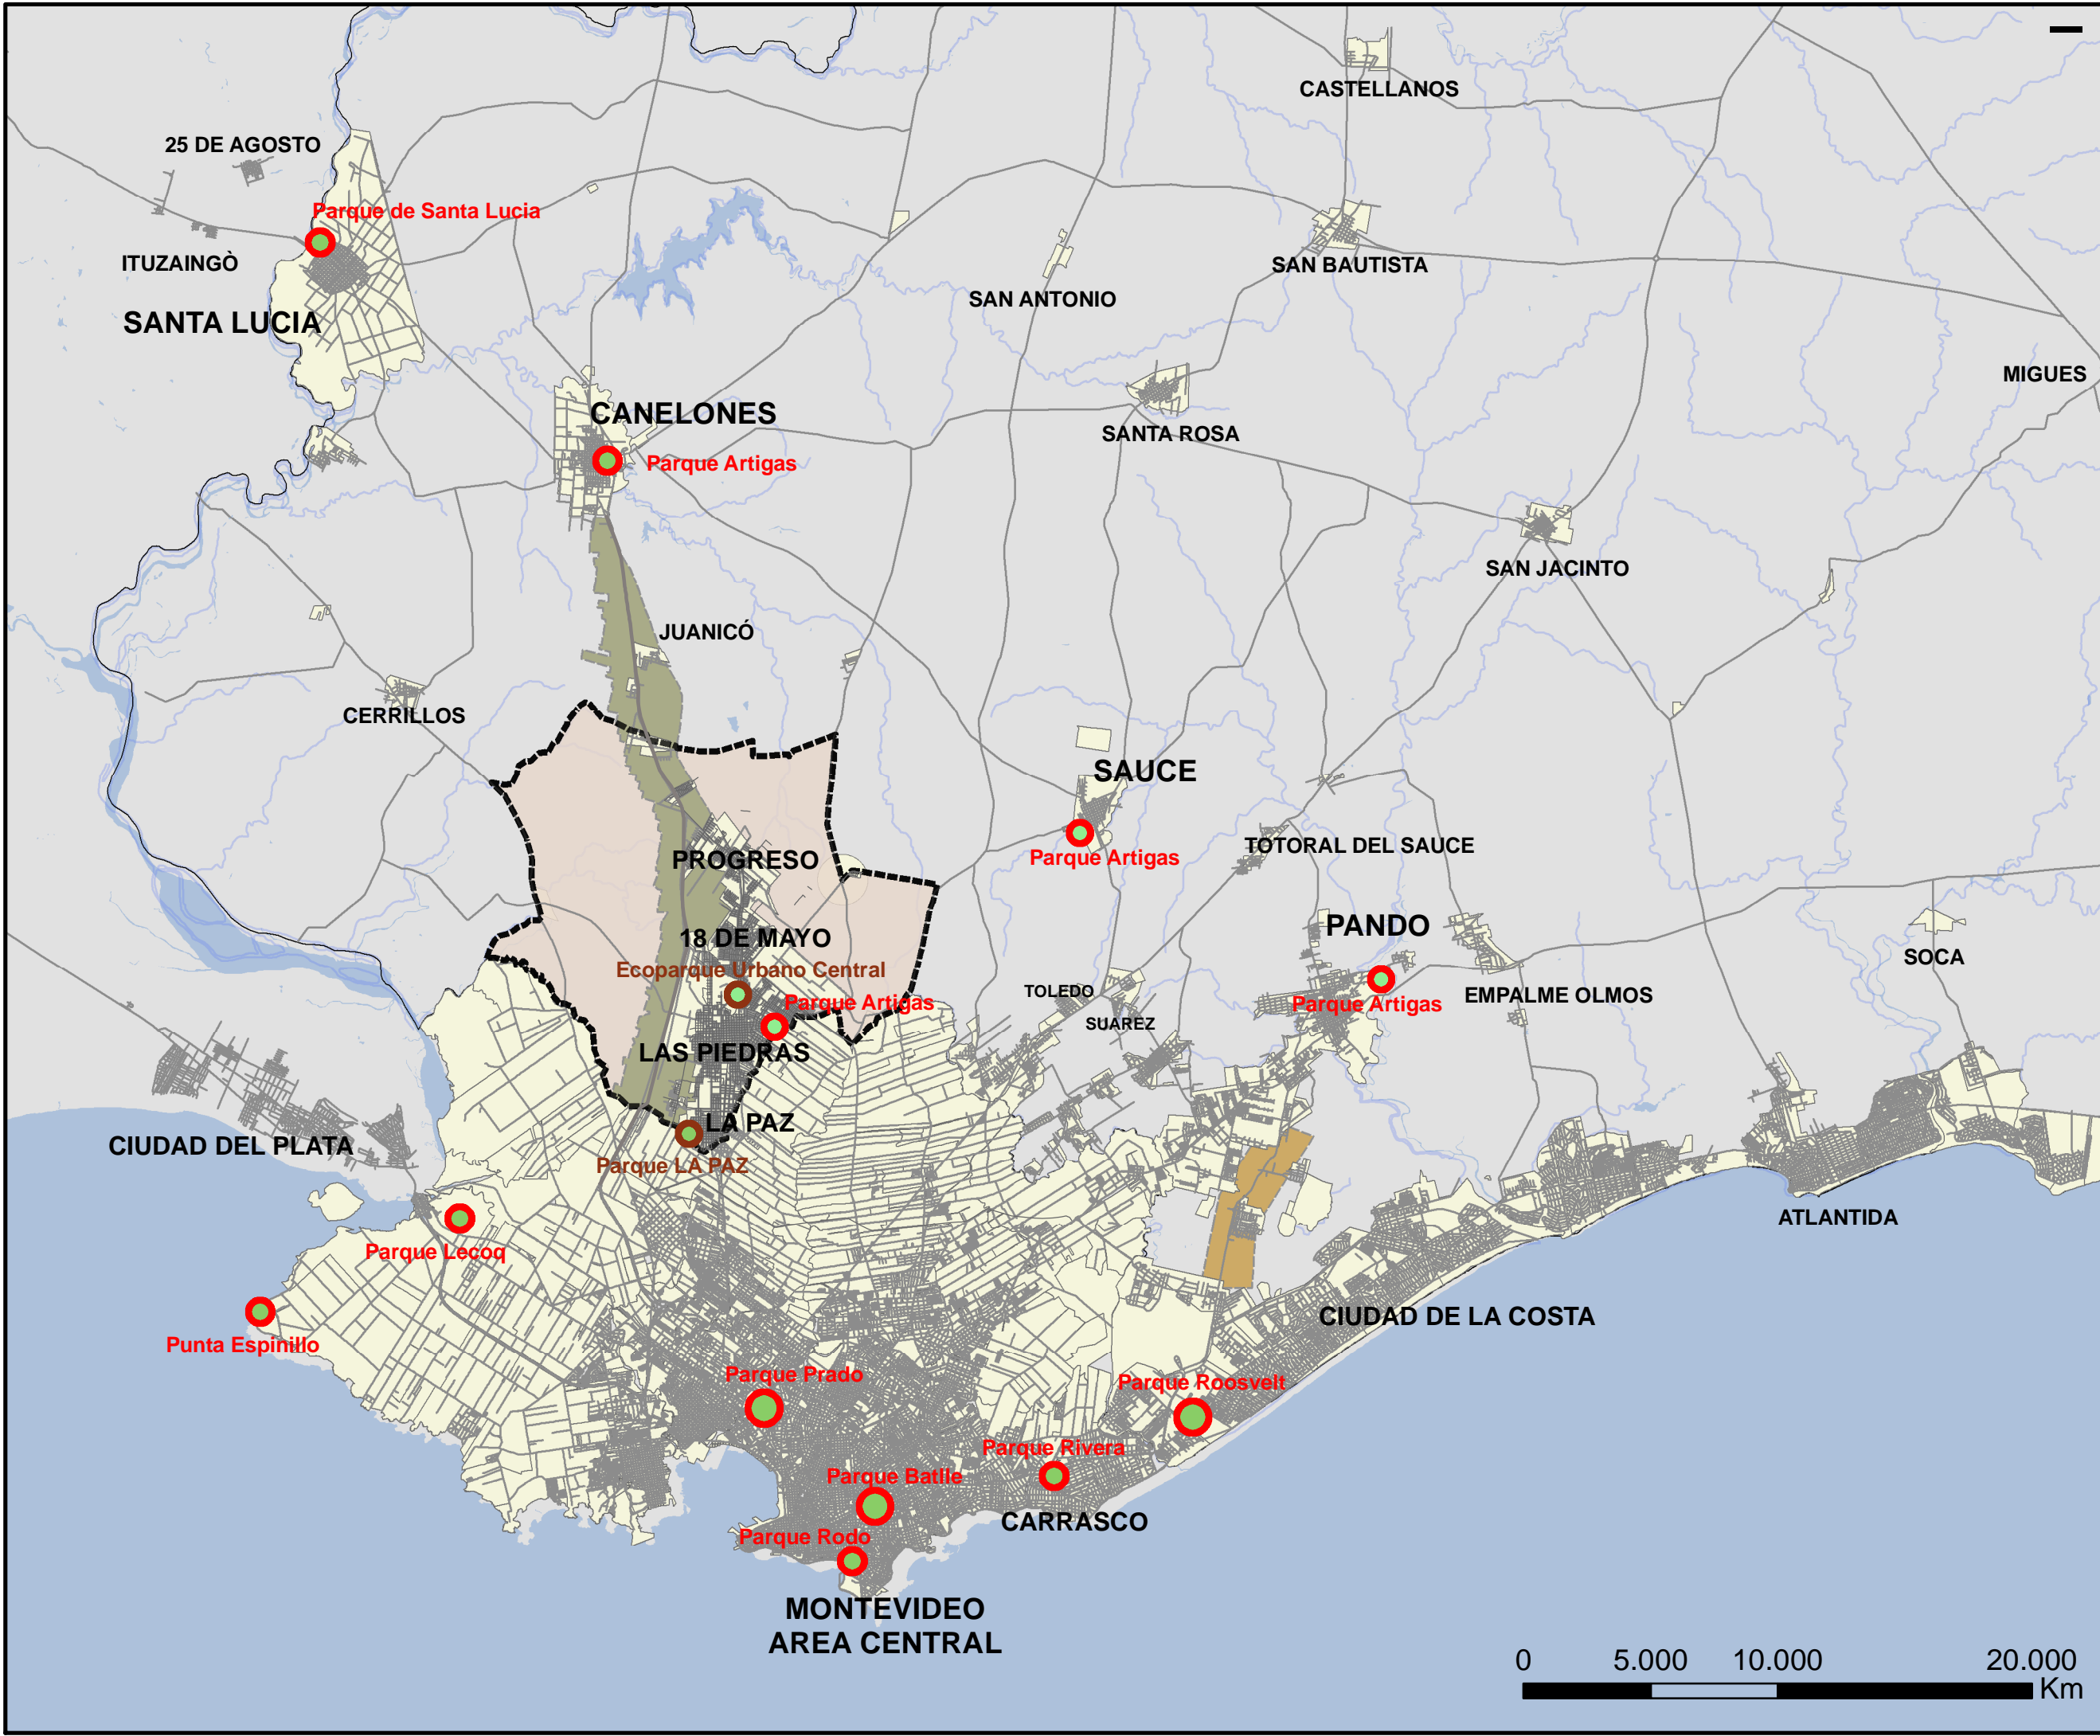 CASTELLANOS
25 DE AGOSTO
Parque de Santa Lucia
ITUZAINGÒ
SAN BAUTISTA
SAN ANTONIO
SANTA LUCIA
MIGUES
CANELONES
SANTA ROSA
Parque Artigas
SAN JACINTO
JUANICÓ
CERRILLOS
SAUCE
TOTORAL DEL SAUCE
Parque Artigas
PROGRESO
PANDO
18 DE MAYO
SOCA
Ecoparque Urbano Central
TOLEDO
EMPALME OLMOS
Parque Artigas
Parque Artigas
SUAREZ
LAS PIEDRAS
LA PAZ
CIUDAD DEL PLATA
Parque LA PAZ
ATLANTIDA
Parque Lecoq
CIUDAD DE LA COSTA
Punta Espinillo
Parque Prado
Parque Roosvelt
Parque Rivera
Parque Batlle
CARRASCO
Parque Rodo
MONTEVIDEO
AREA CENTRAL
0 5.000 10.000 20.000
Km